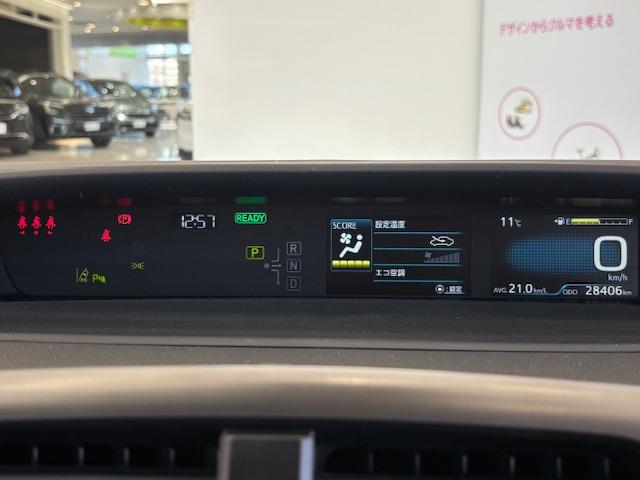 デザインからクルマを考える
12:57
READY
P
R
N
D
P
SCORE
設定温度
エコ空調
:設定
11℃
E F
0
km/h
AVG. 21.0 km/L
ODO 28406 km